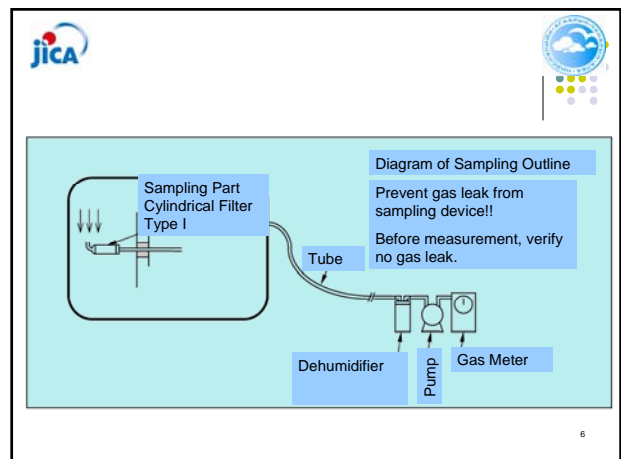 jicA
Diagram of Sampling Outline
Prevent gas leak from
sampling device!!
Before measurement, verify
no gas leak.
Sampling Part
Cylindrical Filter
Type I
Tube
Dehumidifier
Pump
Gas Meter
6